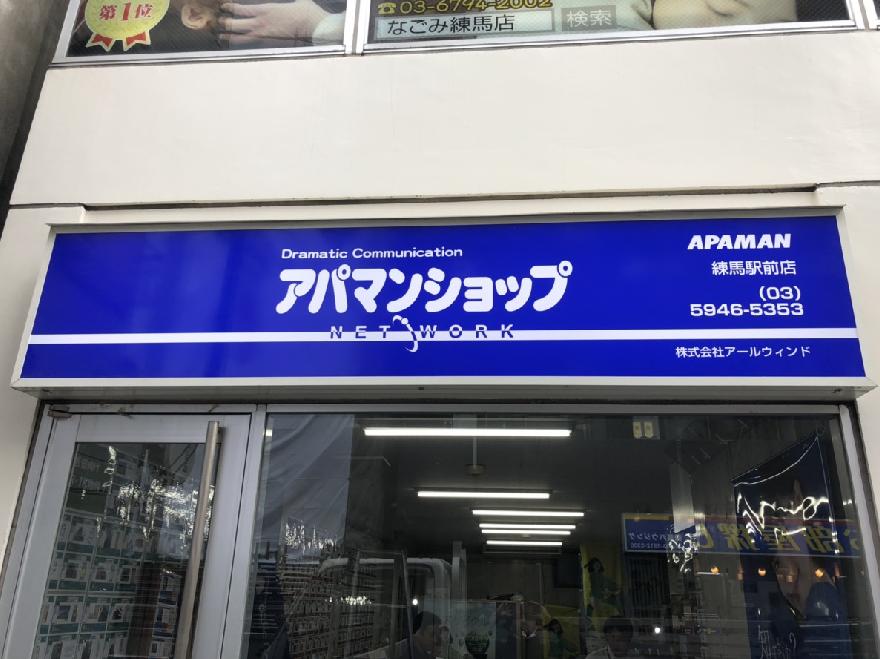 第1位
☎03-6794-2002
なごみ練馬店 検索
Dramatic Communication
アパマンショップ
NETWORK
APAMAN
練馬駅前店
(03)
5946-5353
株式会社アールウィンド